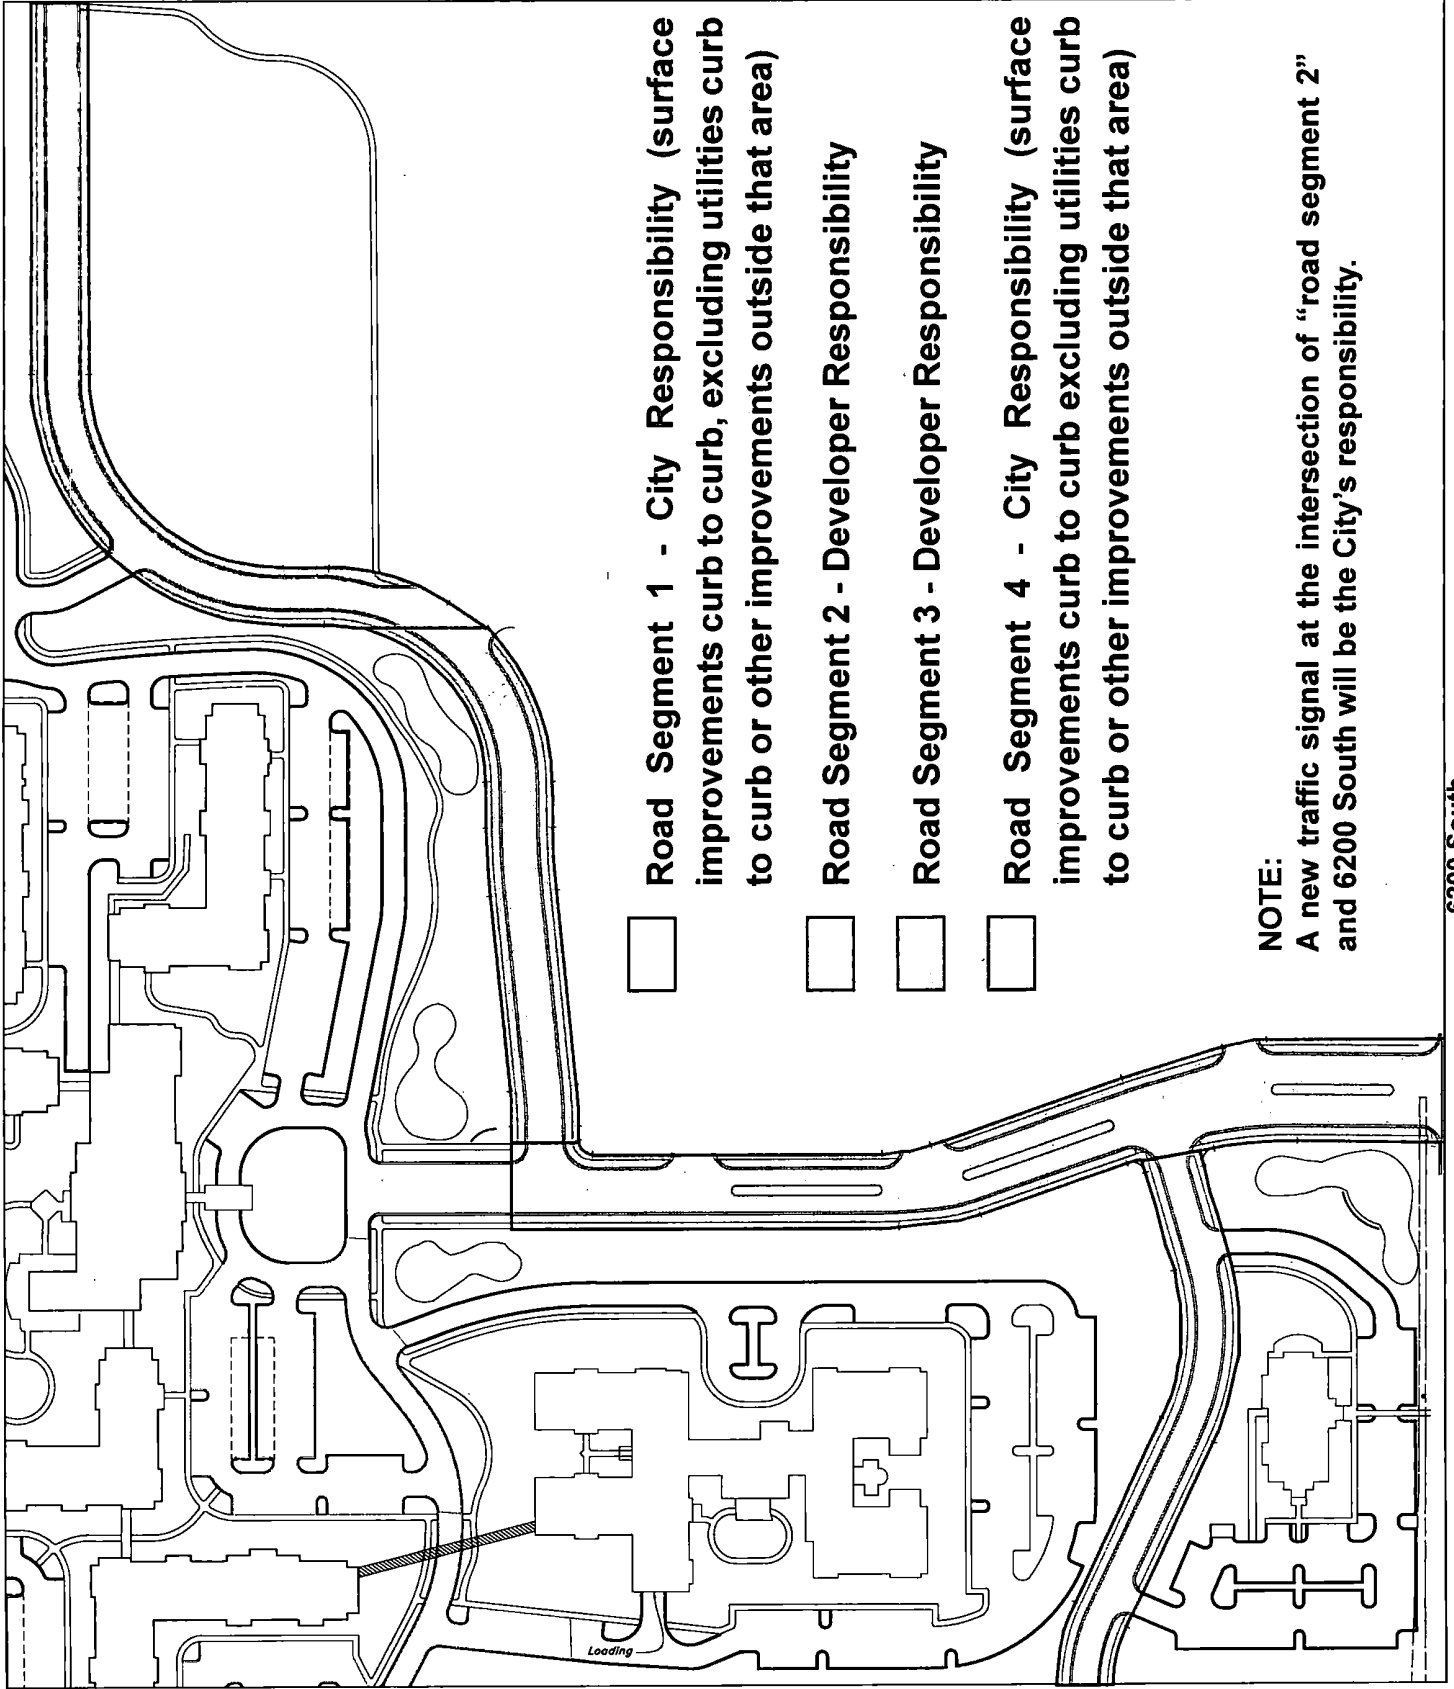 Road Segment 1 - City Responsibility (surface
improvements curb to curb, excluding utilities curb
to curb or other improvements outside that area)
Road Segment 2 - Developer Responsibility
Road Segment 3 - Developer Responsibility
Road Segment 4 - City Responsibility (surface
improvements curb to curb excluding utilities curb
to curb or other improvements outside that area)
NOTE:
A new traffic signal at the intersection of “road segment 2”
and 6200 South will be the City's responsibility.
Loading
6200 South